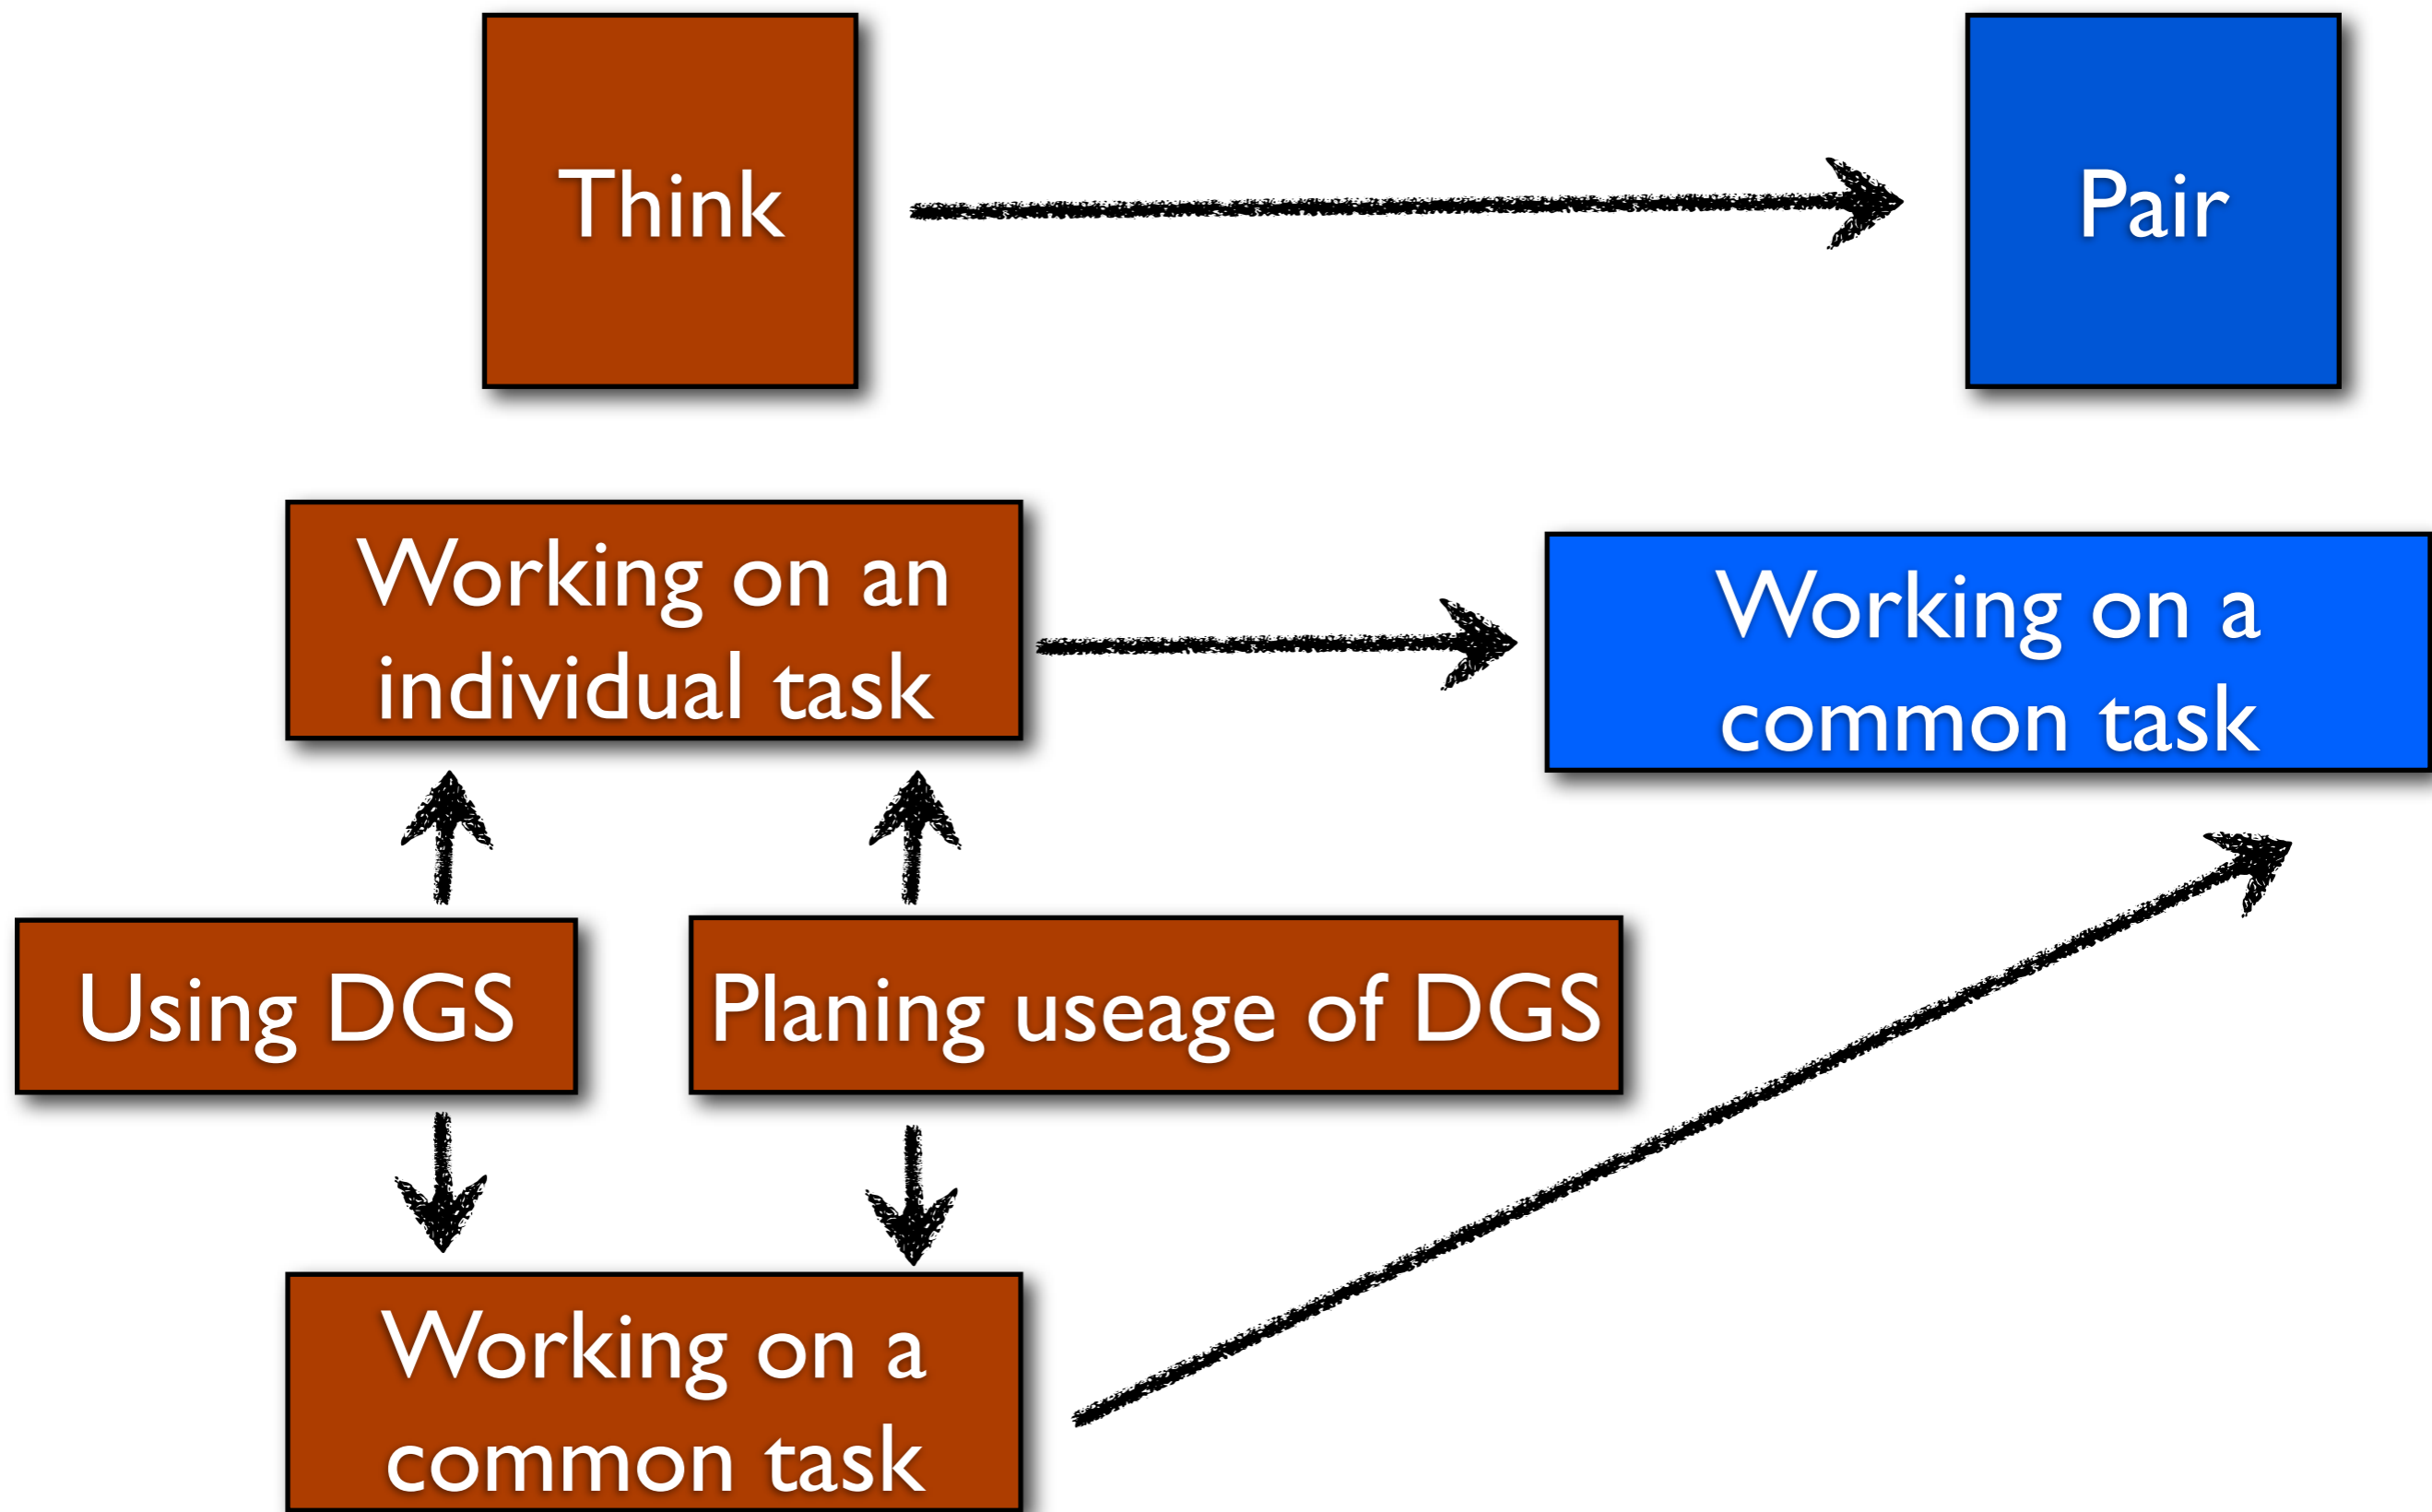 Think
Pair
Working on an
individual task
Working on a
common task
Using DGS
Planing useage of DGS
Working on a
common task